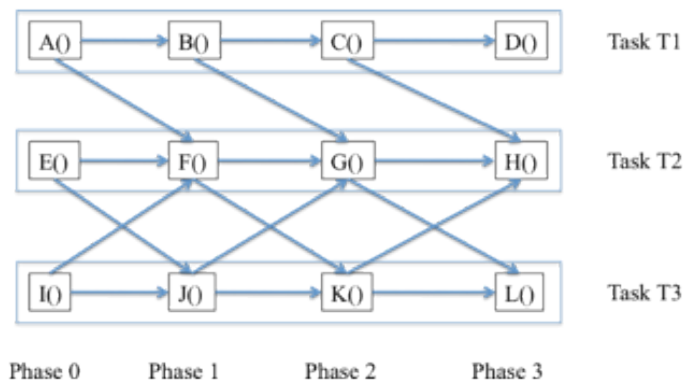 A() B() C() D() Task T1
E() F() G() H() Task T2
I() J() K() L() Task T3
Phase 0 Phase 1 Phase 2 Phase 3